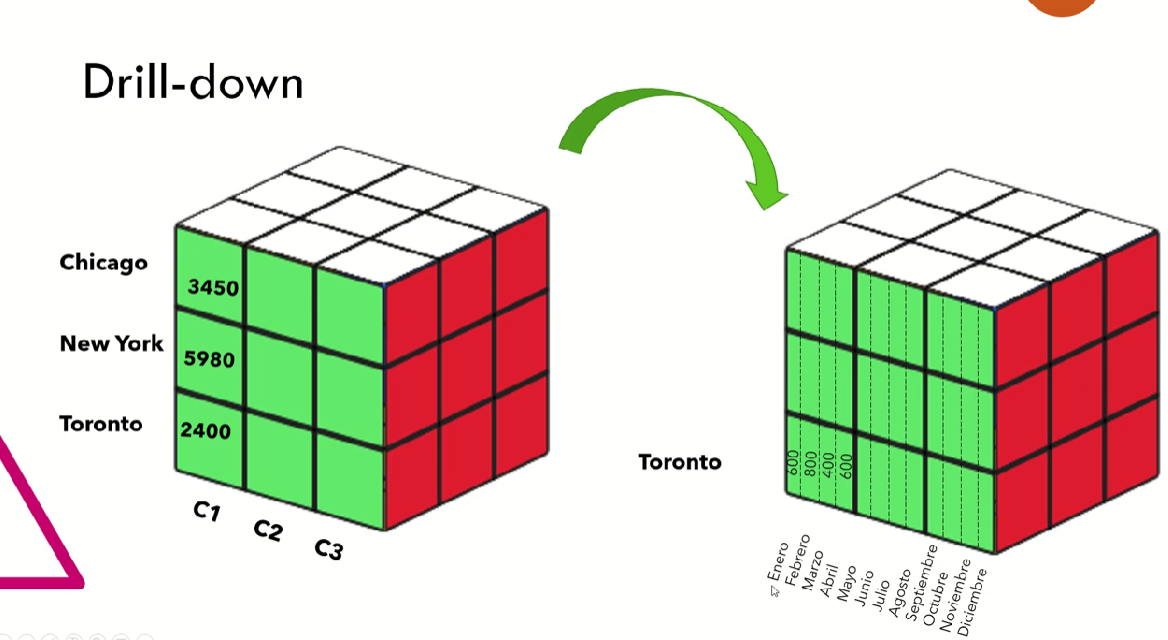 Drill-down
Chicago
3450
New York
5980
Toronto
2400
C1
C2
C3
Toronto
600
800
400
600
Enero
Febrero
Marzo
Abril
Mayo
Junio
Julio
Agosto
Septiembre
Octubre
Noviembre
Diciembre